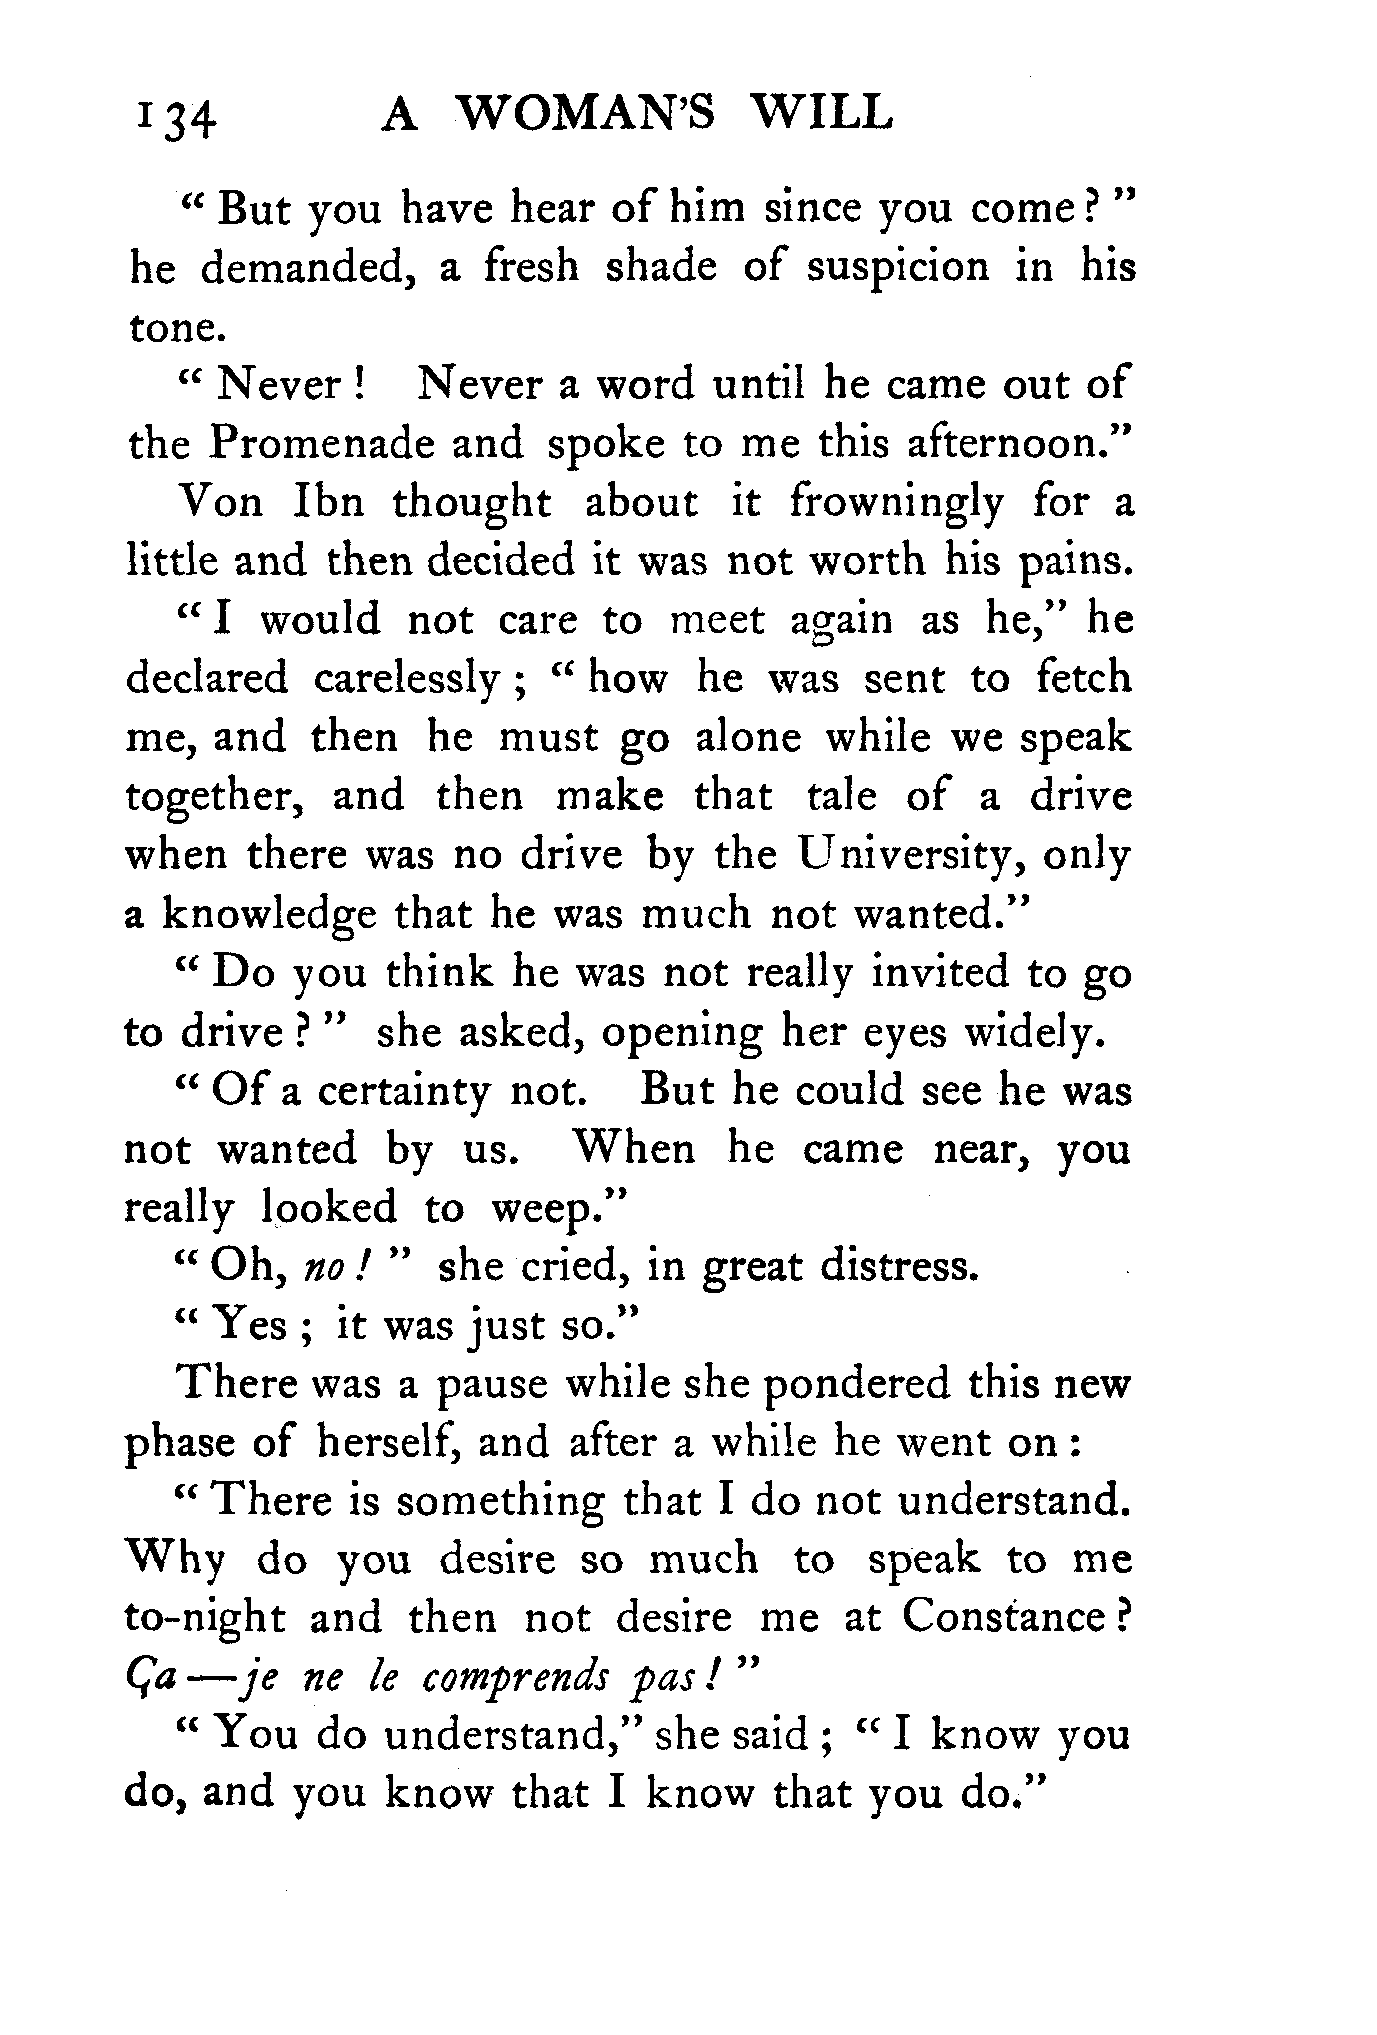 134 A WOMAN'S WILL
“ But you have hear of him since you come ? ”
he demanded, a fresh shade of suspicion in his
tone.
“ Never ! Never a word until he came out of
the Promenade and spoke to me this afternoon.”
Von Ibn thought about it frowningly for a
little and then decided it was not worth his pains.
“ I would not care to meet again as he,” he
declared carelessly ; “ how he was sent to fetch
me, and then he must go alone while we speak
together, and then make that tale of a drive
when there was no drive by the University, only
a knowledge that he was much not wanted.”
“ Do you think he was not really invited to go
to drive ? ” she asked, opening her eyes widely.
“ Of a certainty not. But he could see he was
not wanted by us. When he came near, you
really looked to weep.”
“ Oh, no ! ” she cried, in great distress.
“ Yes ; it was just so.”
There was a pause while she pondered this new
phase of herself, and after a while he went on :
“ There is something that I do not understand.
Why do you desire so much to speak to me
to-night and then not desire me at Constance ?
Ça—je ne le comprends pas ! ”
“ You do understand,” she said ; “ I know you
do, and you know that I know that you do.”